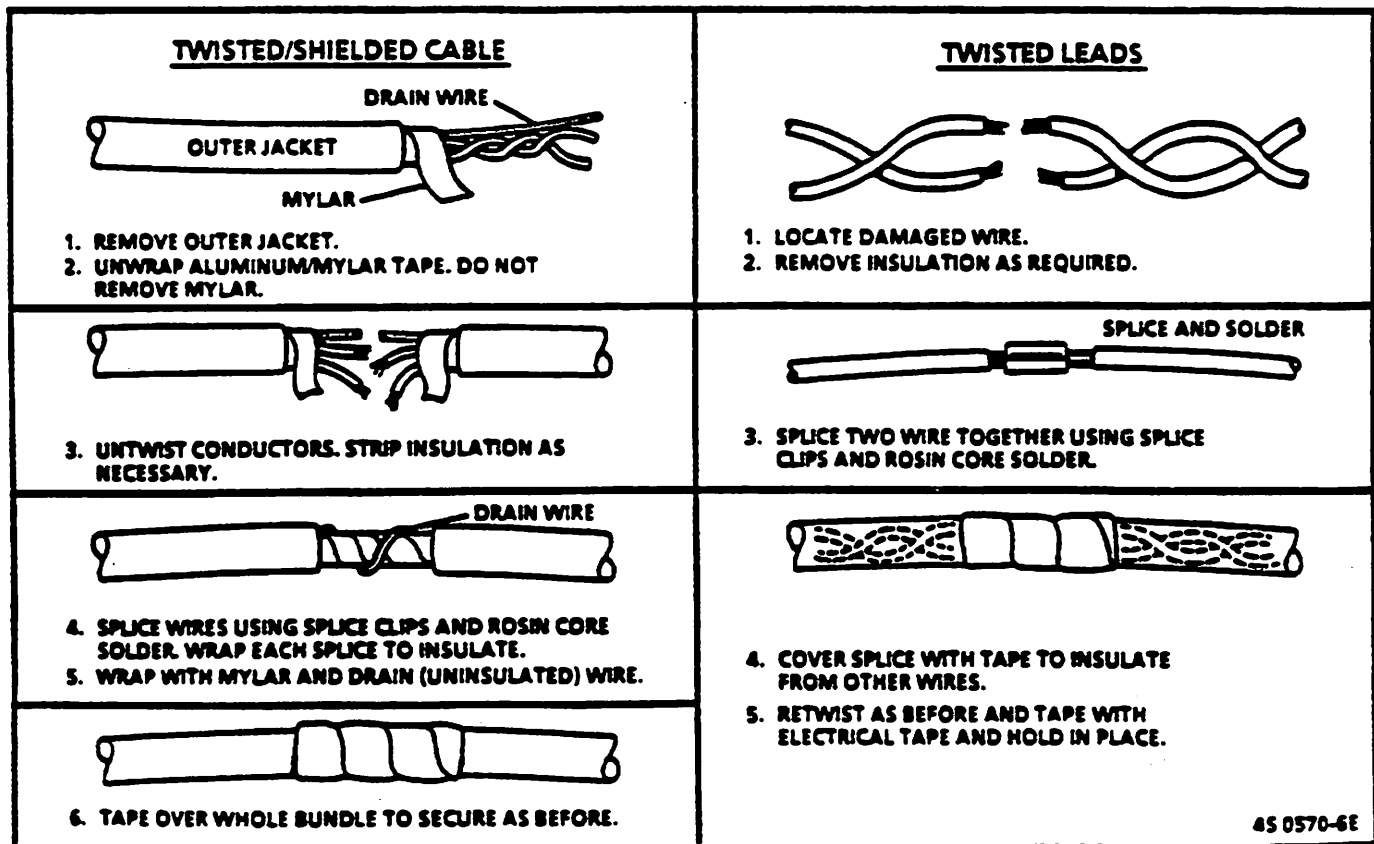 TWISTED/SHIELDED CABLE
DRAIN WIRE
OUTER JACKET
MYLAR
1. REMOVE OUTER JACKET.
2. UNWRAP ALUMINUM/MYLAR TAPE. DO NOT
REMOVE MYLAR.
3. UNTWIST CONDUCTORS. STRIP INSULATION AS
NECESSARY.
DRAIN WIRE
4. SPLICE WIRES USING SPLICE CLIPS AND ROSIN CORE
SOLDER. WRAP EACH SPLICE TO INSULATE.
5. WRAP WITH MYLAR AND DRAIN (UNINSULATED) WIRE.
6. TAPE OVER WHOLE BUNDLE TO SECURE AS BEFORE.
TWISTED LEADS
1. LOCATE DAMAGED WIRE.
2. REMOVE INSULATION AS REQUIRED.
SPLICE AND SOLDER
3. SPLICE TWO WIRE TOGETHER USING SPLICE
CLIPS AND ROSIN CORE SOLDER.
4. COVER SPLICE WITH TAPE TO INSULATE
FROM OTHER WIRES.
5. RETWIST AS BEFORE AND TAPE WITH
ELECTRICAL TAPE AND HOLD IN PLACE.
4S 0570-6E